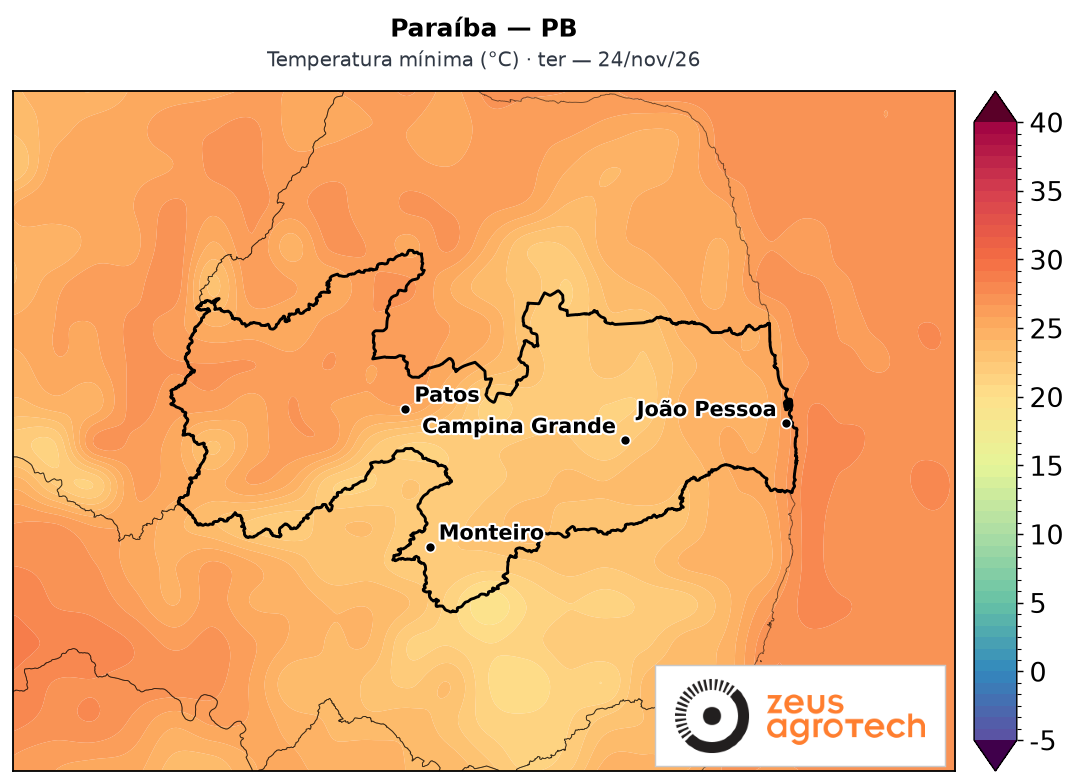 Paraíba — PB
Temperatura mínima (°C) · ter — 24/nov/26
40
35
30
25
20
15
10
5
0
-5
Patos
Campina Grande
João Pessoa
Monteiro
zeus
agrotech